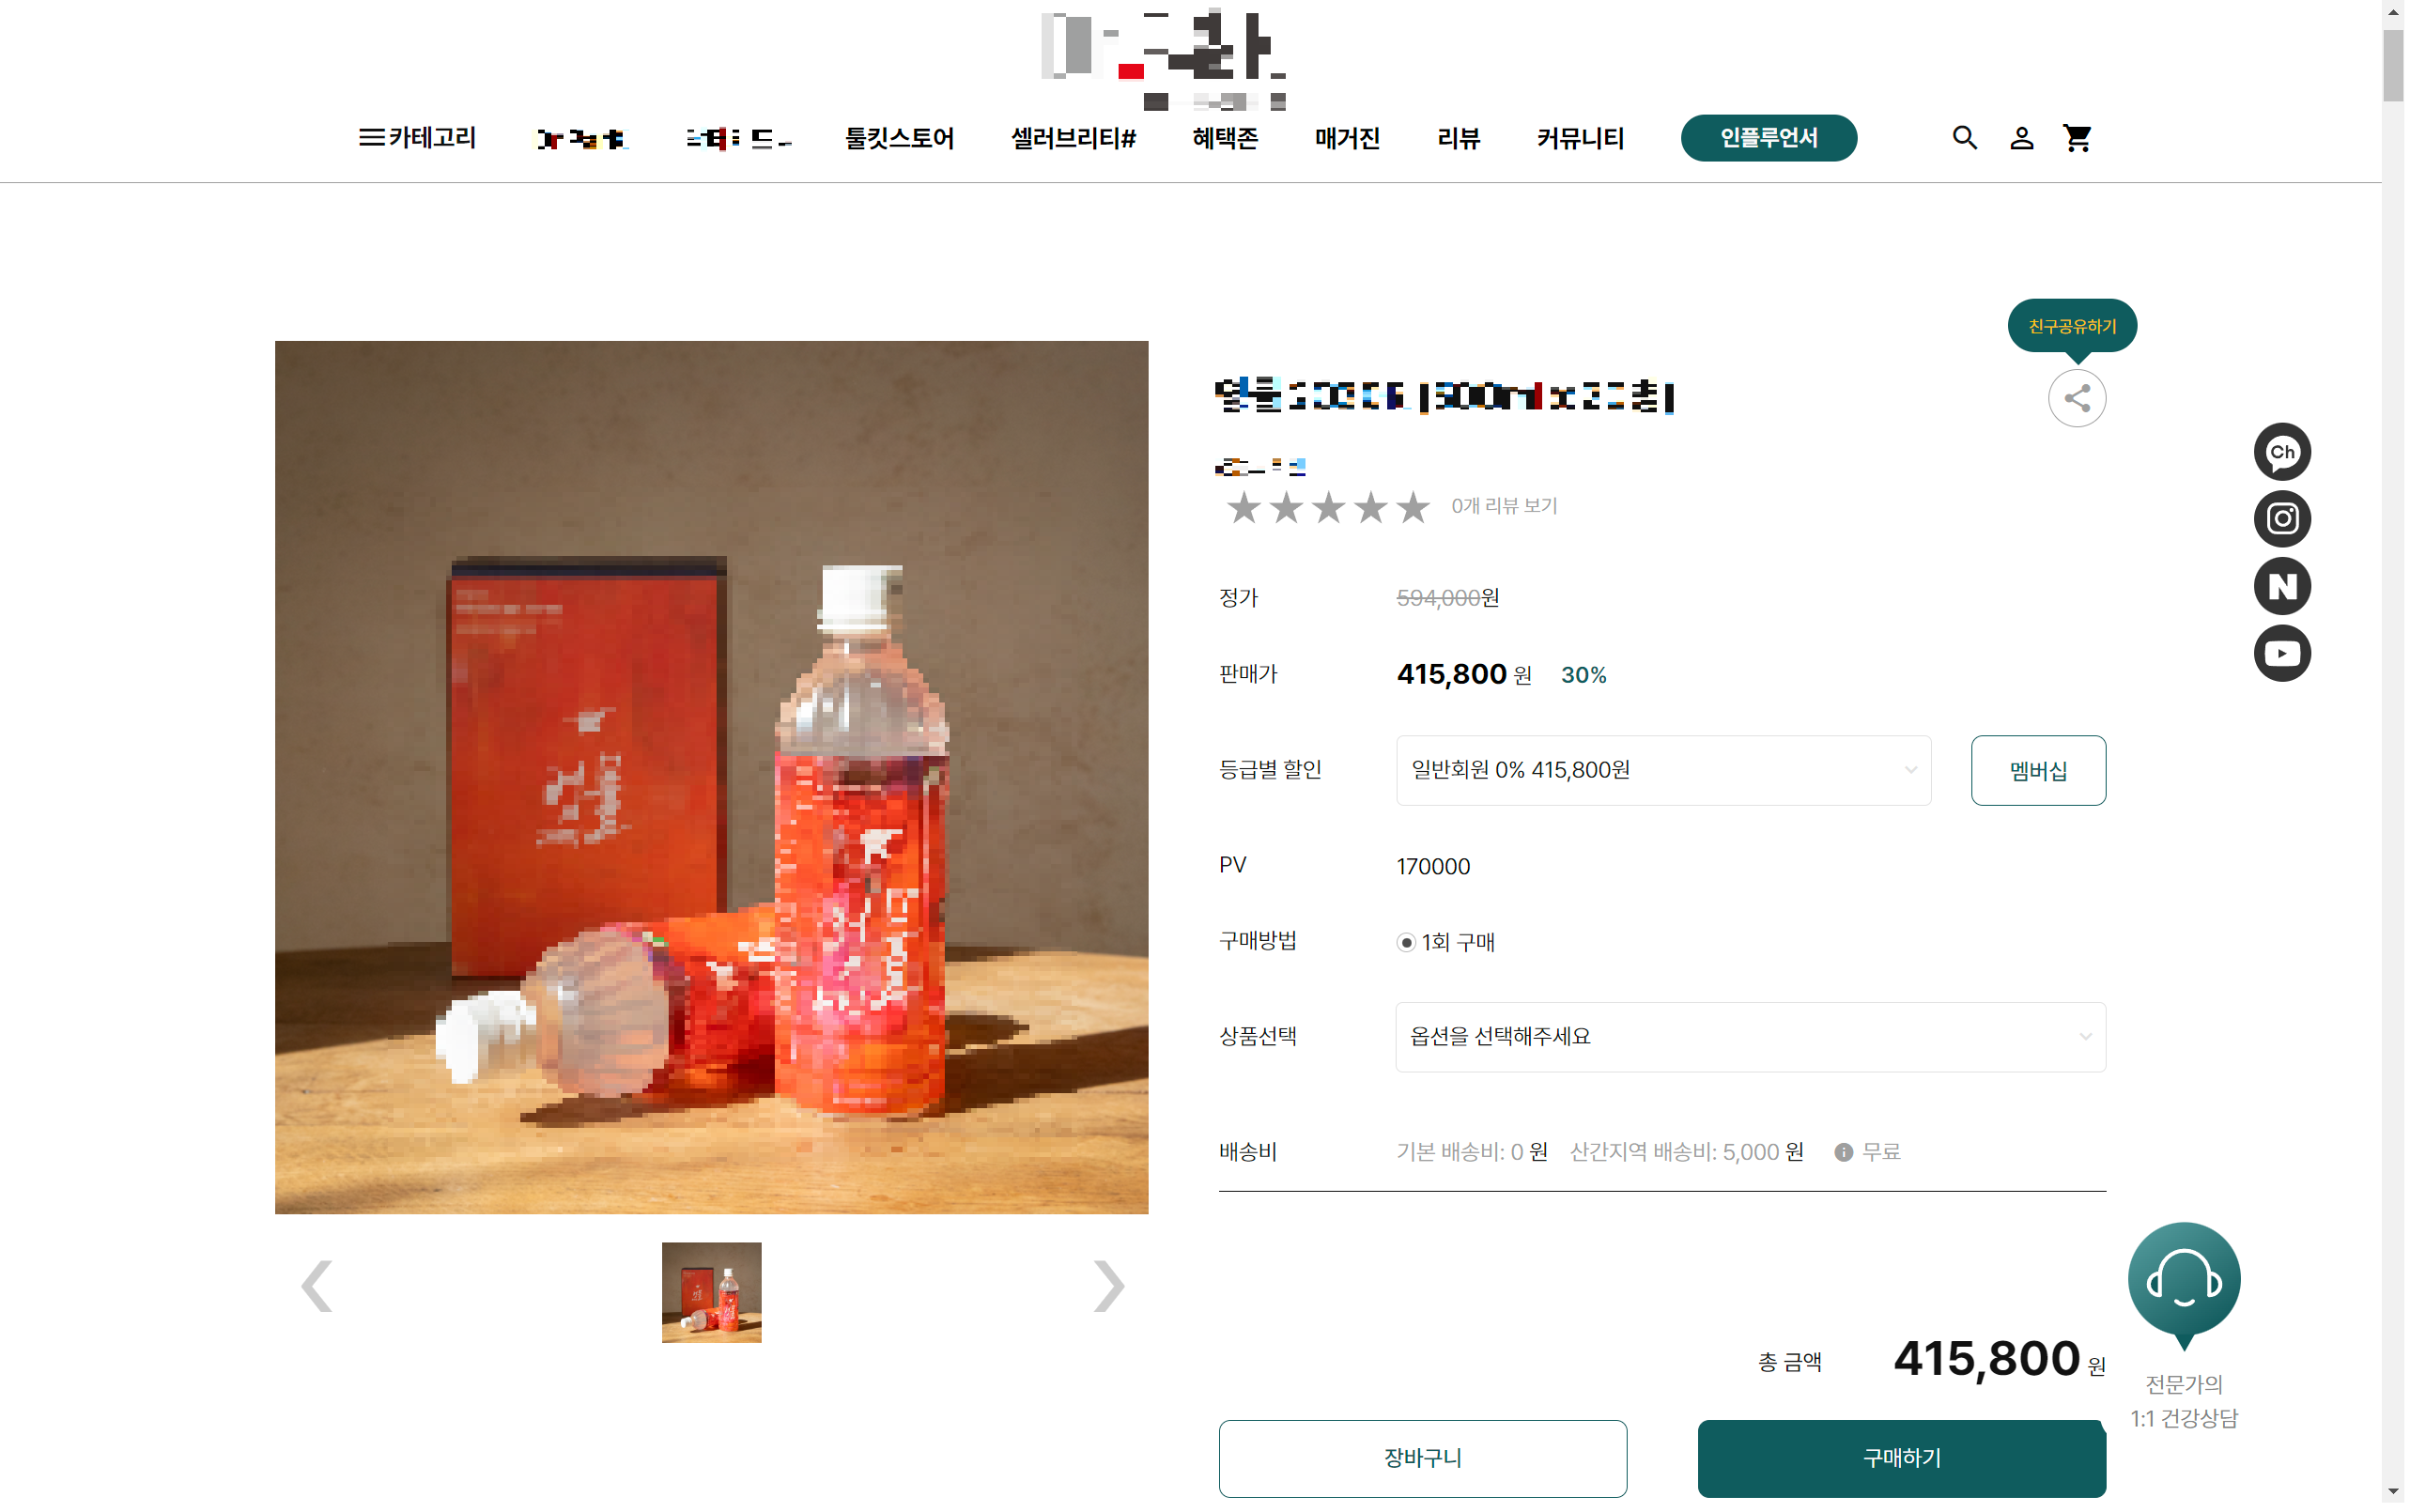 카테고리 툴킷스토어 셀러브리티# 혜택존 매거진 리뷰 커뮤니티 인플루언서
친구공유하기
0개 리뷰 보기
Ch
N
정가 594,000원
판매가 415,800 원 30%
등급별 할인 일반회원 0% 415,800원 멤버십
PV 170000
구매방법 1회 구매
상품선택 옵션을 선택해주세요
배송비 기본 배송비: 0 원 산간지역 배송비: 5,000 원 무료
총 금액 415,800 원
전문가의
1:1 건강상담
장바구니 구매하기